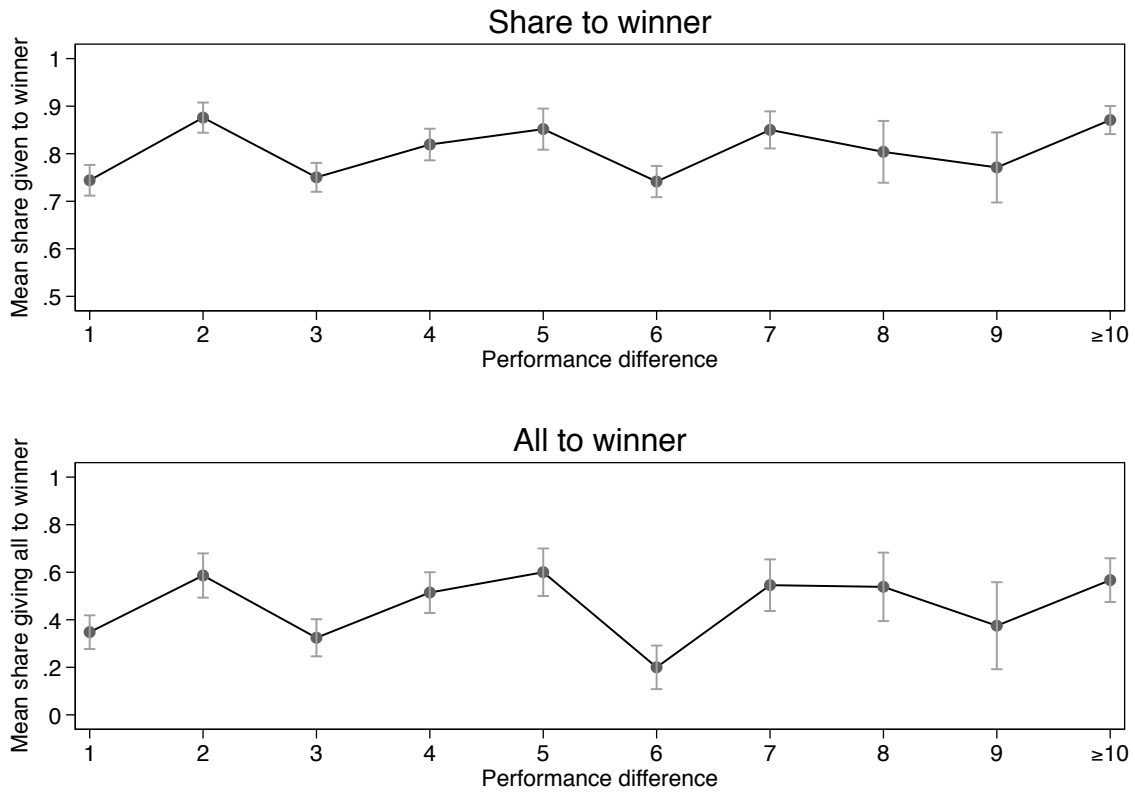 Share to winner
Mean share given to winner
1
.9
.8
.7
.6
.5
1 2 3 4 5 6 7 8 9 ≥10
Performance difference
All to winner
Mean share giving all to winner
1
.8
.6
.4
.2
0
1 2 3 4 5 6 7 8 9 ≥10
Performance difference